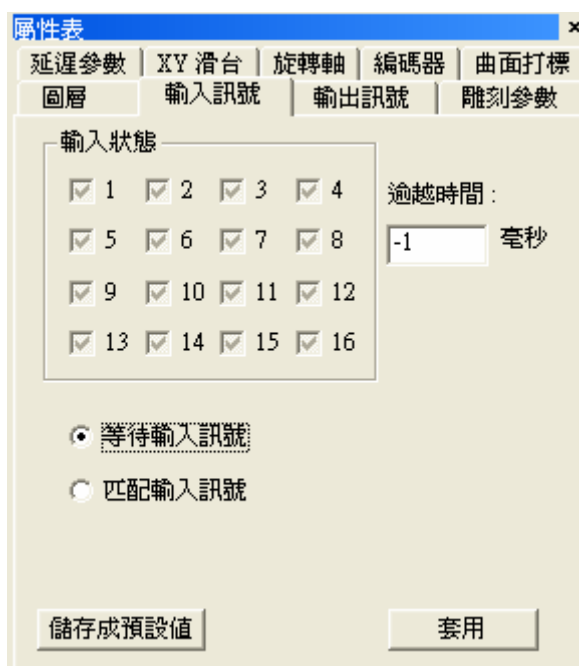 屬性表
延遲參數 XY 滑台 旋轉軸 編碼器 曲面打標
圖層 輸入訊號 輸出訊號 雕刻參數
輸入狀態
1 2 3 4
逾越時間 :
5 6 7 8
-1 毫秒
9 10 11 12
13 14 15 16
等待輸入訊號
匹配輸入訊號
儲存成預設值 套用